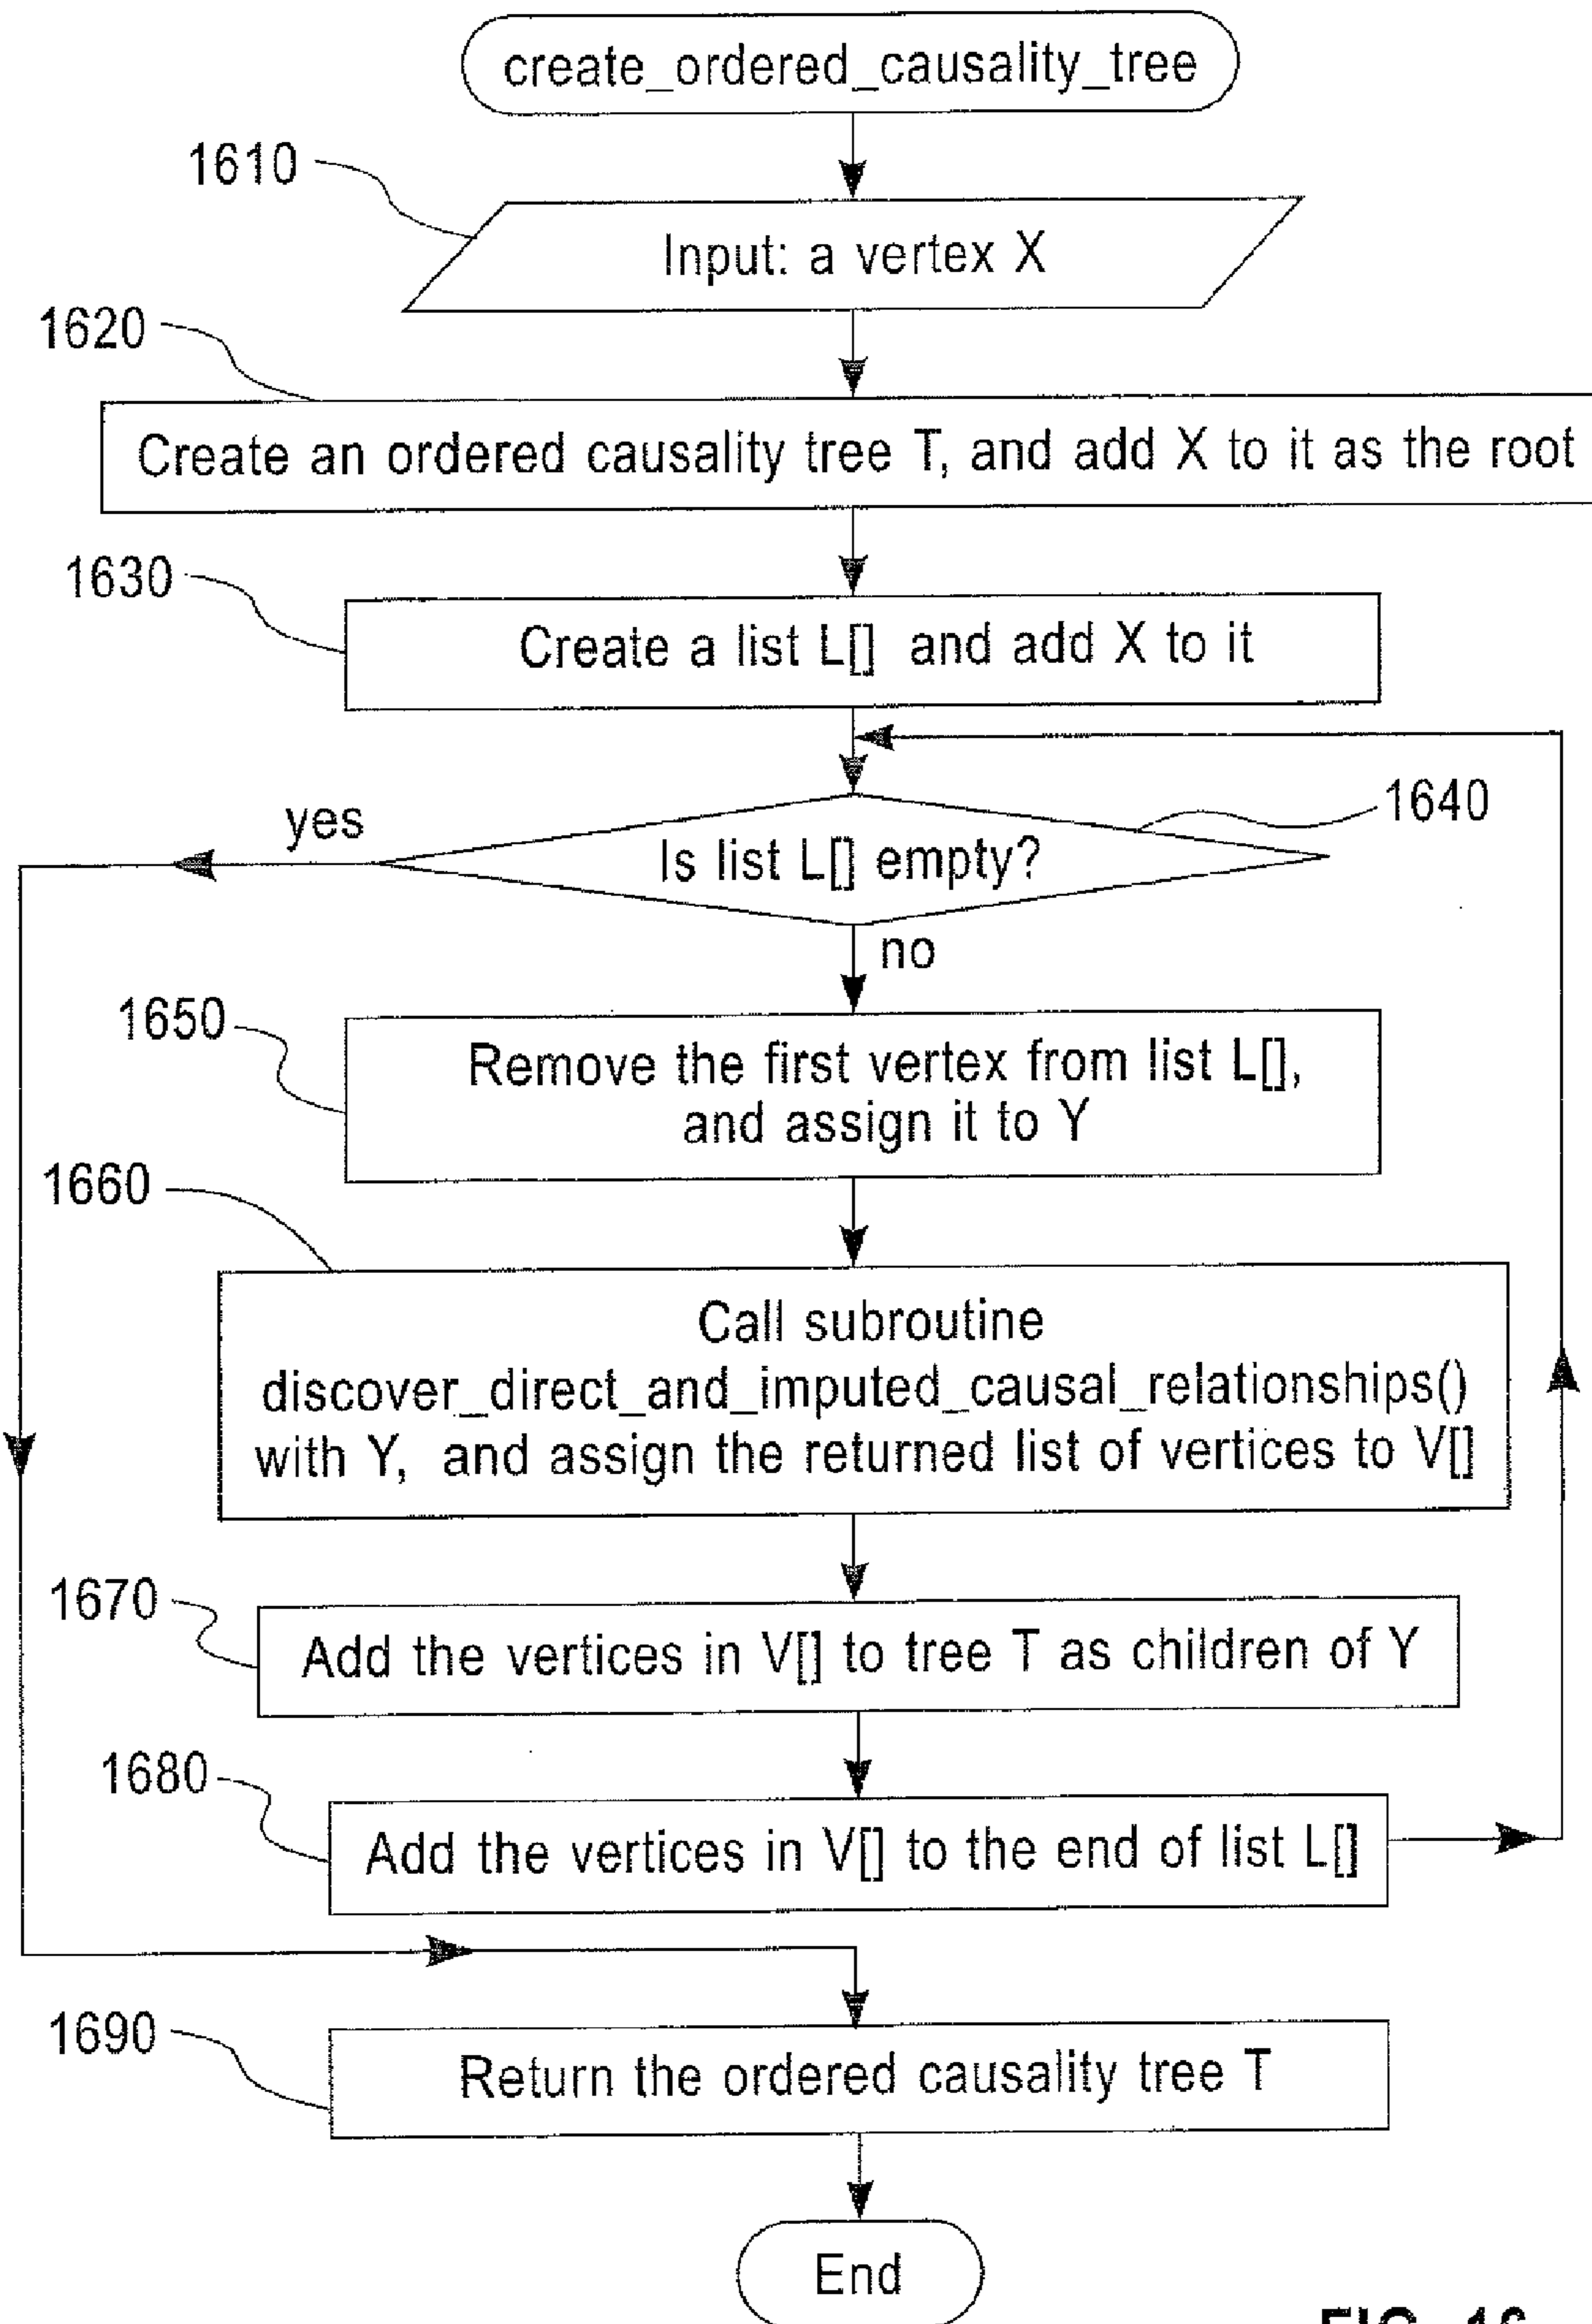 create_ordered_causality_tree
1610
Input: a vertex X
1620
Create an ordered causality tree T, and add X to it as the root
1630
Create a list L[] and add X to it
1640
yes
Is list L[] empty?
no
1650
Remove the first vertex from list L[],
and assign it to Y
1660
Call subroutine
discover_direct_and_imputed_causal_relationships()
with Y, and assign the returned list of vertices to V[]
1670
Add the vertices in V[] to tree T as children of Y
1680
Add the vertices in V[] to the end of list L[]
1690
Return the ordered causality tree T
End
FIG. 16